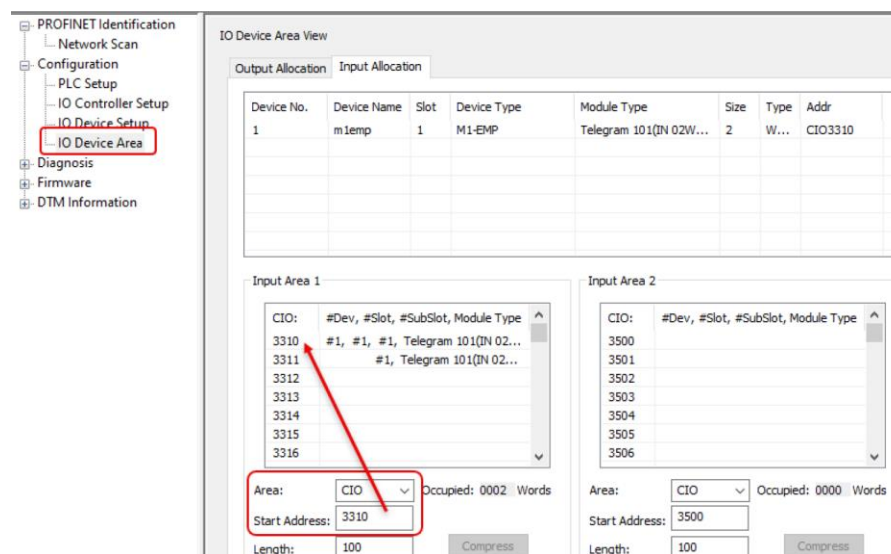 PROFINET Identification
Network Scan
Configuration
PLC Setup
IO Controller Setup
IO Device Setup
IO Device Area
Diagnosis
Firmware
DTM Information
IO Device Area View
Output Allocation Input Allocation
Device No. Device Name Slot Device Type Module Type Size Type Addr
1 m1emp 1 M1-EMP Telegram 101(IN 02W... 2 W... CIO3310
Input Area 1
CIO: #Dev, #Slot, #SubSlot, Module Type
3310 #1, #1, #1, Telegram 101(IN 02...
3311 #1, Telegram 101(IN 02...
3312
3313
3314
3315
3316
Area: CIO Occupied: 0002 Words
Start Address: 3310
Length: 100 Compress
Input Area 2
CIO: #Dev, #Slot, #SubSlot, Module Type
3500
3501
3502
3503
3504
3505
3506
Area: CIO Occupied: 0000 Words
Start Address: 3500
Length: 100 Compress